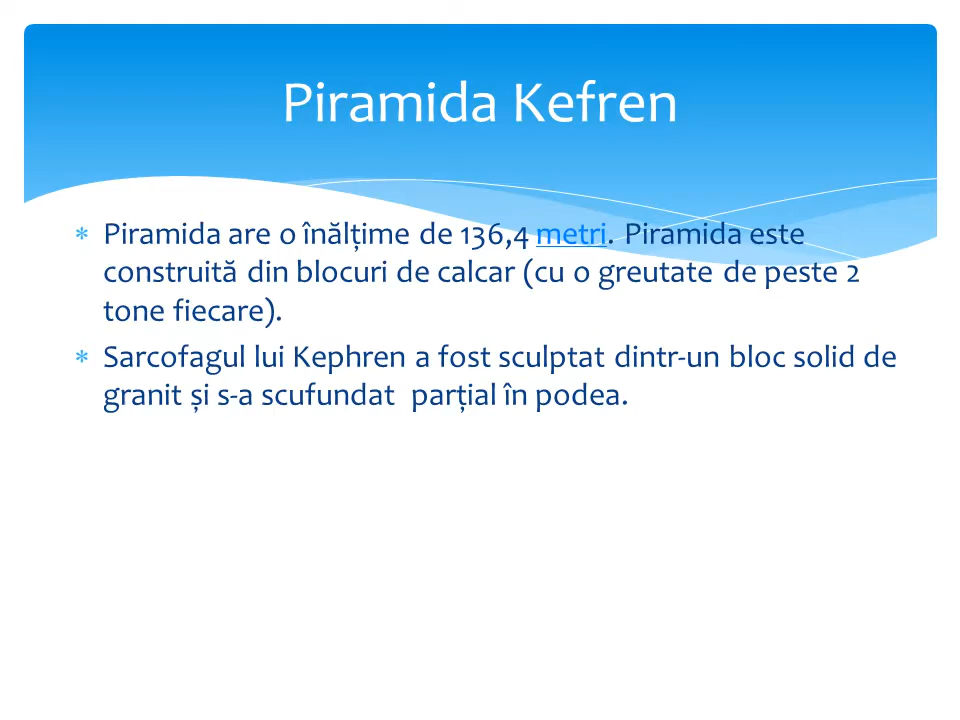 Piramida Kefren
* Piramida are o înălțime de 136,4 metri. Piramida este
construită din blocuri de calcar (cu o greutate de peste 2
tone fiecare).
* Sarcofagul lui Kephren a fost sculptat dintr-un bloc solid de
granit și s-a scufundat  parțial în podea.